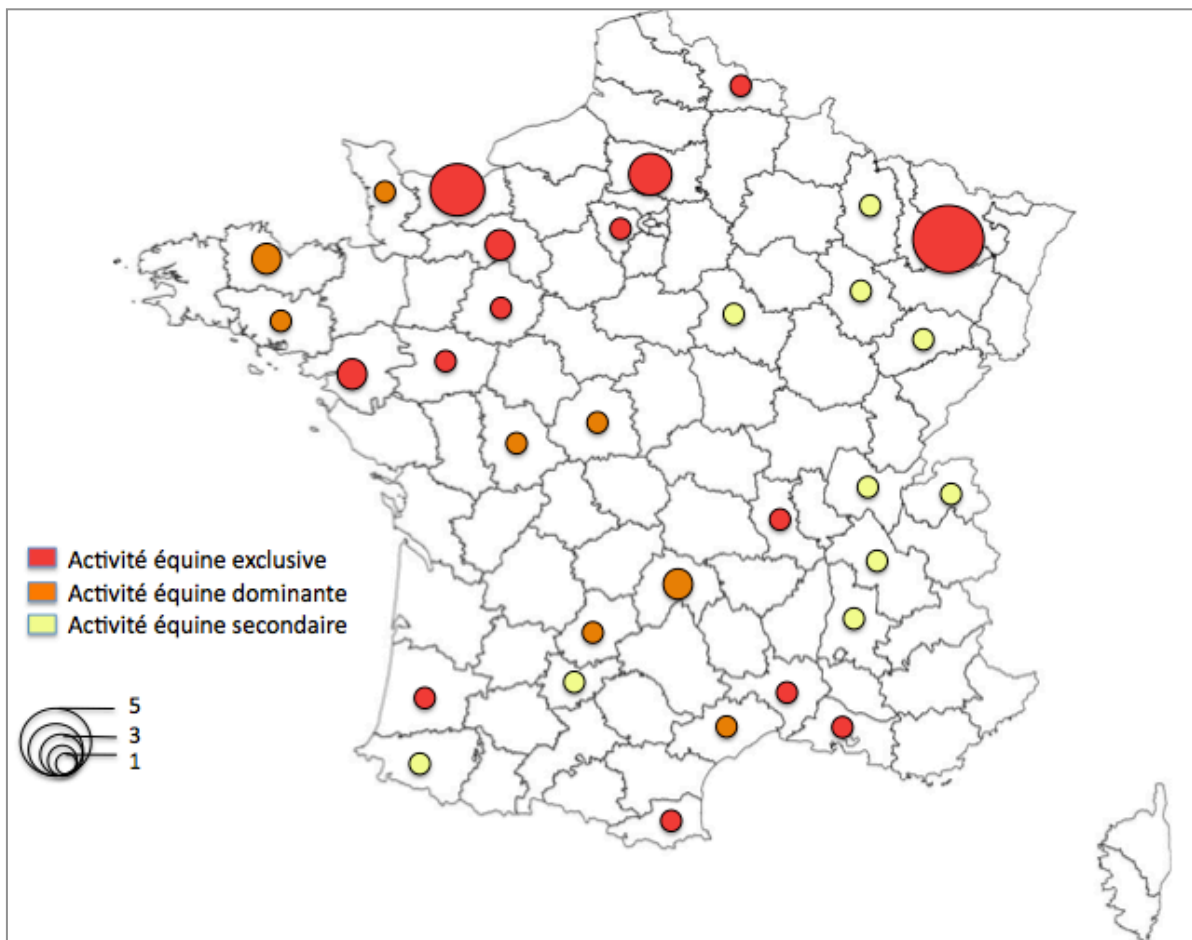 Activité équine exclusive
Activité équine dominante
Activité équine secondaire
5
3
1